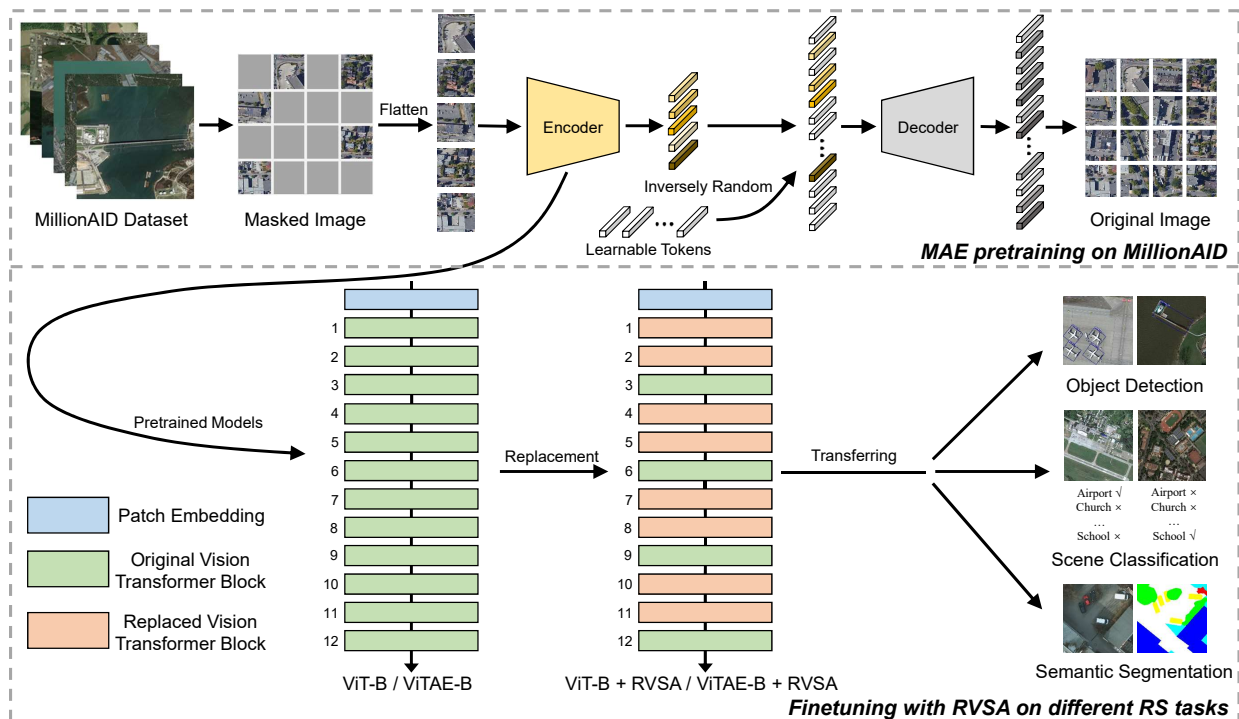 Flatten
Encoder
Decoder
Inversely Random
MillionAID Dataset
Masked Image
Learnable Tokens
Original Image
MAE pretraining on MillionAID
1
2
3
4
5
6
7
8
9
10
11
12
1
2
3
4
5
6
7
8
9
10
11
12
Pretrained Models
Replacement
Transferring
Object Detection
Airport √
Church ×
...
School ×
Airport ×
Church ×
...
School √
Scene Classification
Semantic Segmentation
Patch Embedding
Original Vision
Transformer Block
Replaced Vision
Transformer Block
ViT-B / ViTAE-B
ViT-B + RVSA / ViTAE-B + RVSA
Finetuning with RVSA on different RS tasks